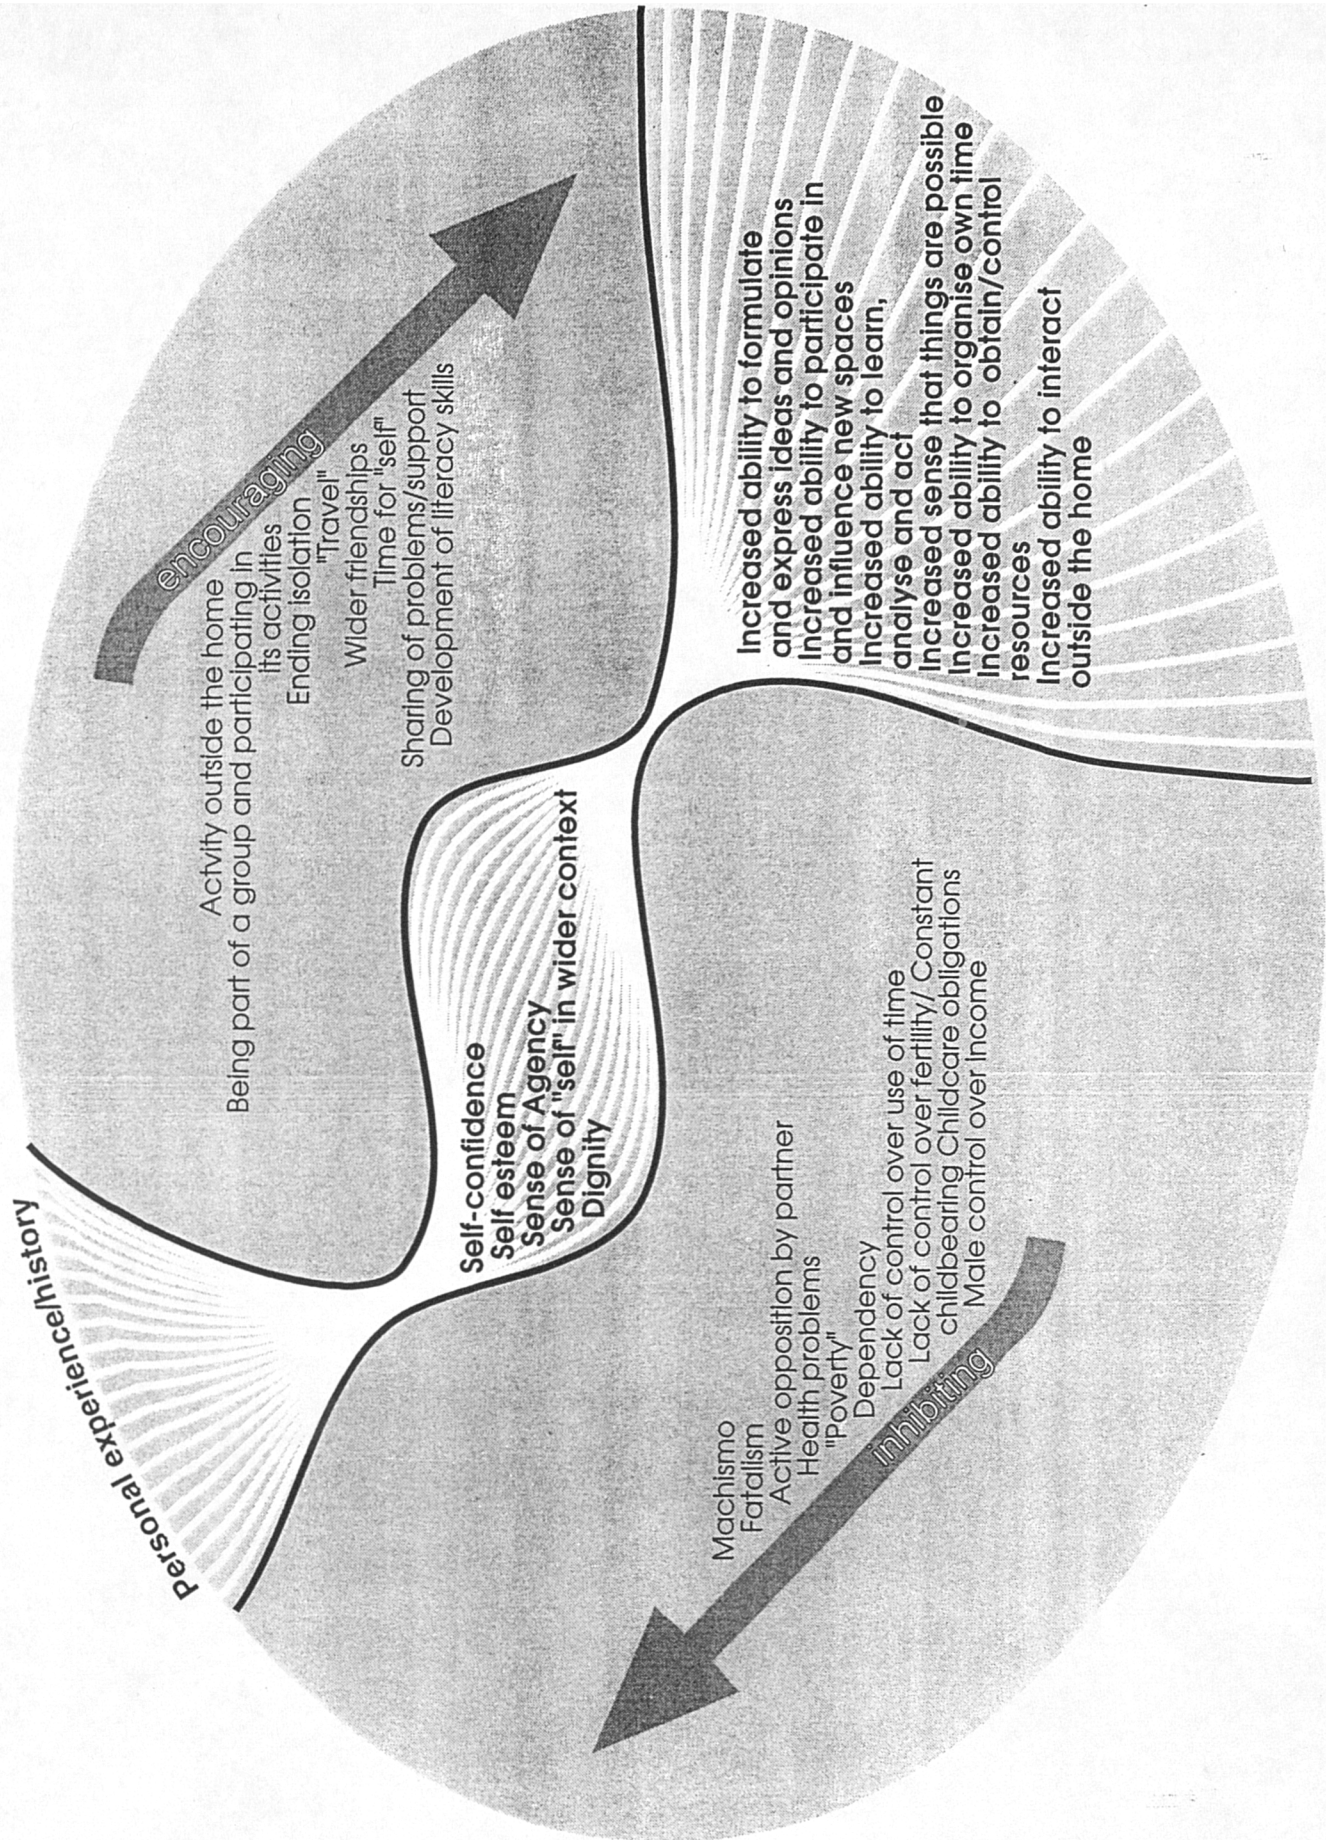 Personal experience/history
encouraging
Actvity outside the home
Being part of a group and participating in
its activities
Ending isolation
"Travel"
Wider friendships
Time for "self"
Sharing of problems/support
Development of literacy skills
Self-confidence
Self esteem
Sense of Agency
Sense of "self" in wider context
Dignity
Machismo
Fatalism
Active opposition by partner
Health problems
"Poverty"
Dependency
Lack of control over use of time
Lack of control over fertility/ Constant
childbearing Childcare obligations
Male control over income
inhibiting
Increased ability to formulate
and express ideas and opinions
Increased ability to participate in
and influence new spaces
Increased ability to learn,
analyse and act
Increased sense that things are possible
Increased ability to organise own time
Increased ability to obtain/control
resources
Increased ability to interact
outside the home